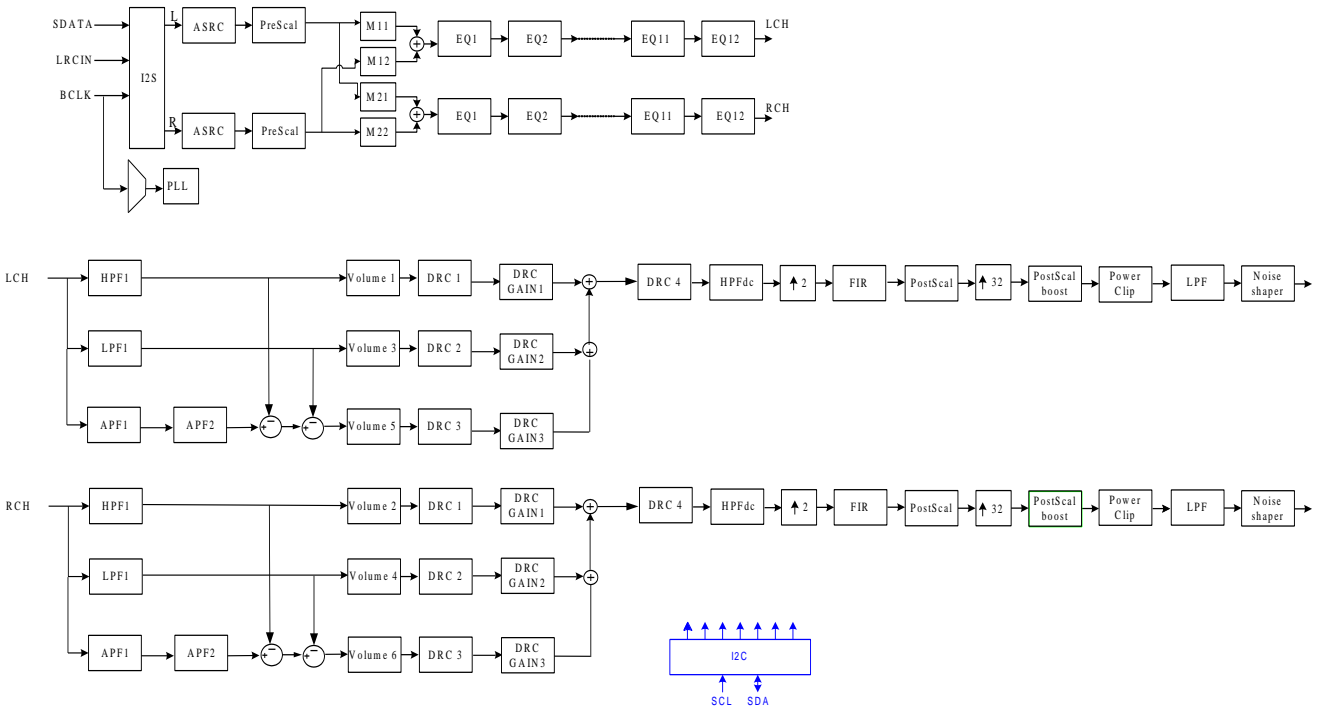 SDATA
LRCIN
BCLK
I2S
L
R
ASRC
PreScal
ASRC
PreScal
M11
M12
M21
M22
+
+
EQ1
EQ2
EQ11
EQ12
LCH
EQ1
EQ2
EQ11
EQ12
RCH
PLL
LCH
HPF1
Volume 1
DRC 1
DRC
GAIN1
+
DRC 4
HPFdc
2
FIR
PostScal
32
PostScal
boost
Power
Clip
LPF
Noise
shaper
LPF1
Volume 3
DRC 2
DRC
GAIN2
+
APF1
APF2
+ −
+ −
Volume 5
DRC 3
DRC
GAIN3
RCH
HPF1
Volume 2
DRC 1
DRC
GAIN1
+
DRC 4
HPFdc
2
FIR
PostScal
32
PostScal
boost
Power
Clip
LPF
Noise
shaper
LPF1
Volume 4
DRC 2
DRC
GAIN2
+
APF1
APF2
+ −
+ −
Volume 6
DRC 3
DRC
GAIN3
I2C
SCL SDA